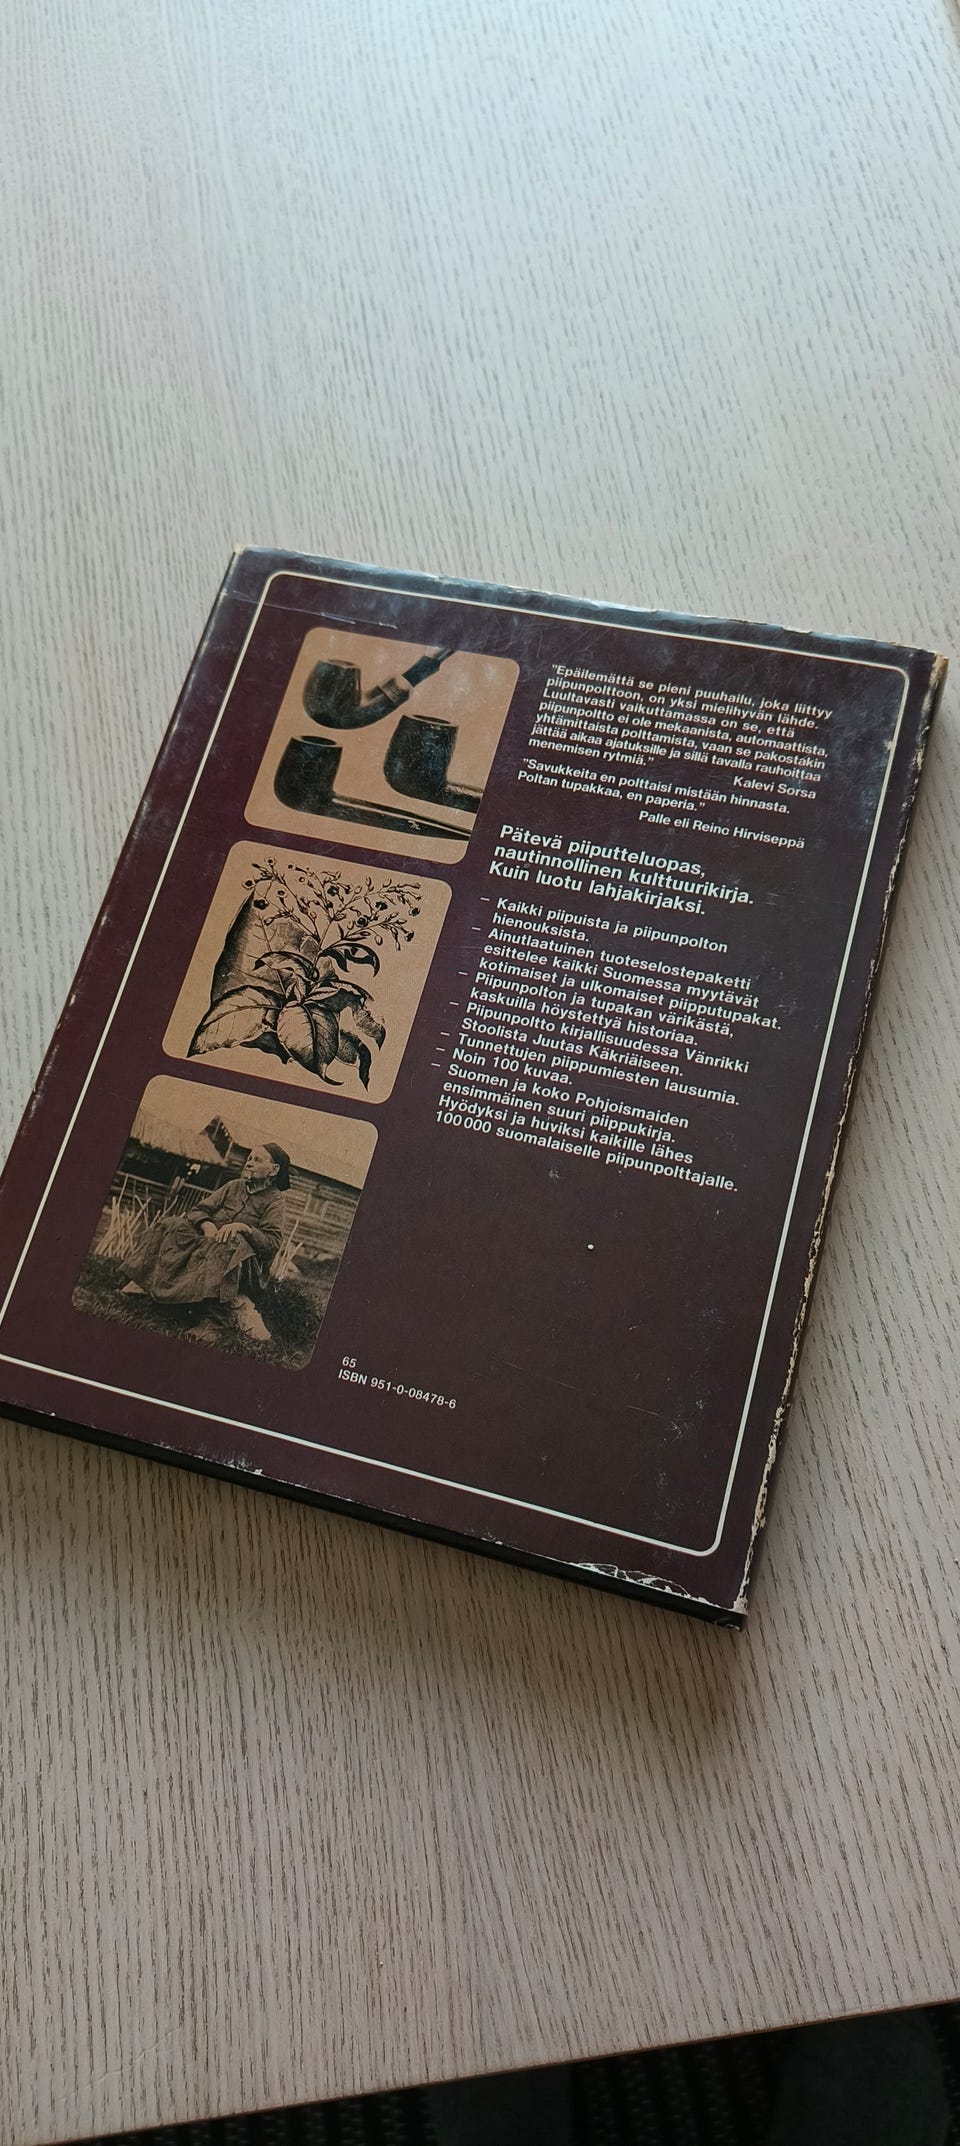 "Epäilemättä se pieni puuhailu, joka liittyy
piipunpolttoon, on yksi mielihyvän lähde.
Luultavasti vaikuttamassa on se, että
piipunpoltto ei ole mekaanista, automaattista,
yhtämittaista polttamista, vaan se pakostakin
jättää aikaa ajatuksille ja sillä tavalla rauhoittaa
menemisen rytmiä."
Kalevi Sorsa
"Savukkeita en polttaisi mistään hinnasta.
Poltan tupakkaa, en paperia."
Palle eli Reino Hirviseppä
Pätevä piiputteluopas,
nautinnollinen kulttuurikirja.
Kuin luotu lahjakirjaksi.
– Kaikki piipuista ja piipunpolton
hienouksista.
– Ainutlaatuinen tuoteselostepaketti
esittelee kaikki Suomessa myytävät
kotimaiset ja ulkomaiset piipputupakat.
– Piipunpolton ja tupakan värikästä,
kaskuilla höystettyä historiaa.
– Piipunpoltto kirjallisuudessa Vänrikki
Stoolista Juutas Käkriäiseen.
– Tunnettujen piippumiesten lausumia.
– Noin 100 kuvaa.
– Suomen ja koko Pohjoismaiden
ensimmäinen suuri piippukirja.
Hyödyksi ja huviksi kaikille lähes
100000 suomalaiselle piipunpolttajalle.
65
ISBN 951-0-08478-6